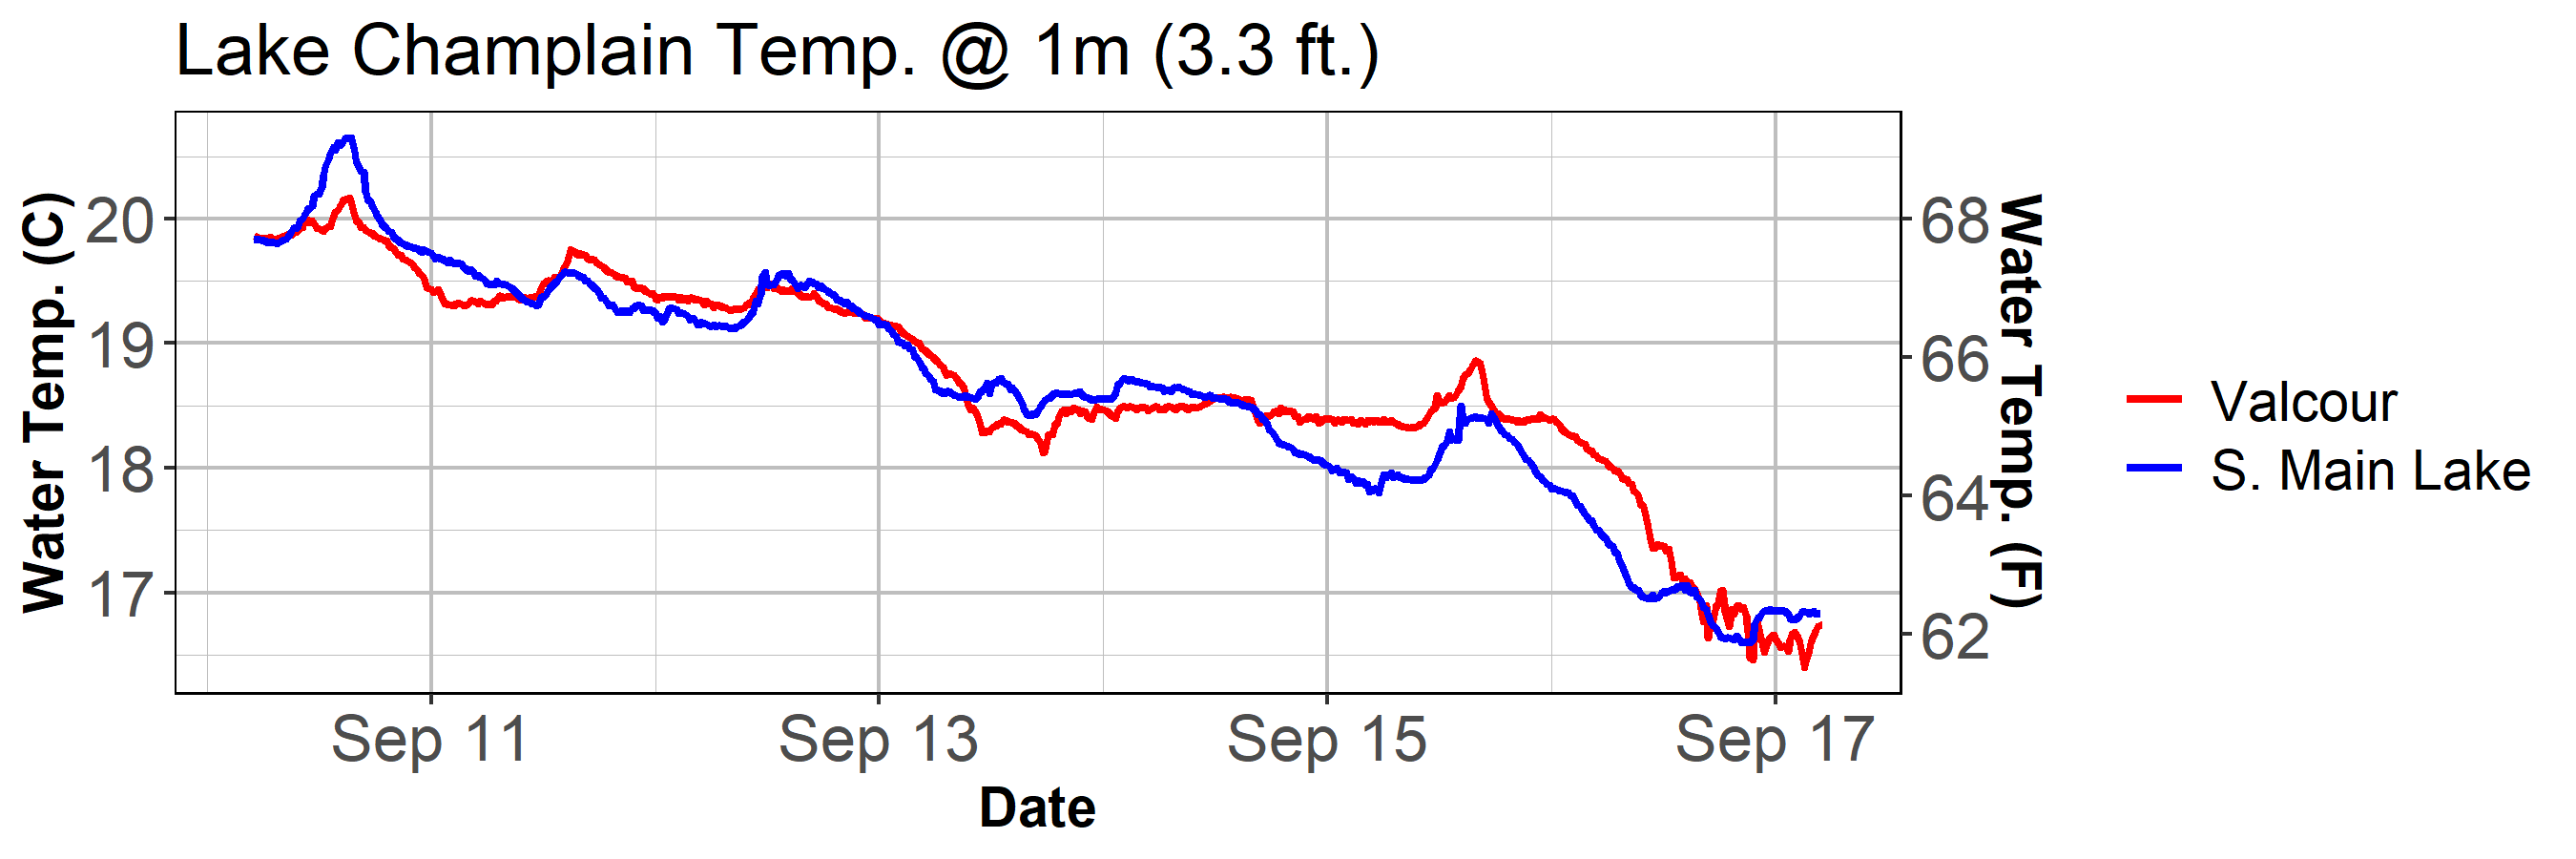 Lake Champlain Temp. @ 1m (3.3 ft.)
Water Temp. (C)
20
19
18
17
68
66
64
62
Water Temp. (F)
Sep 11
Sep 13
Sep 15
Sep 17
Date
Valcour
S. Main Lake